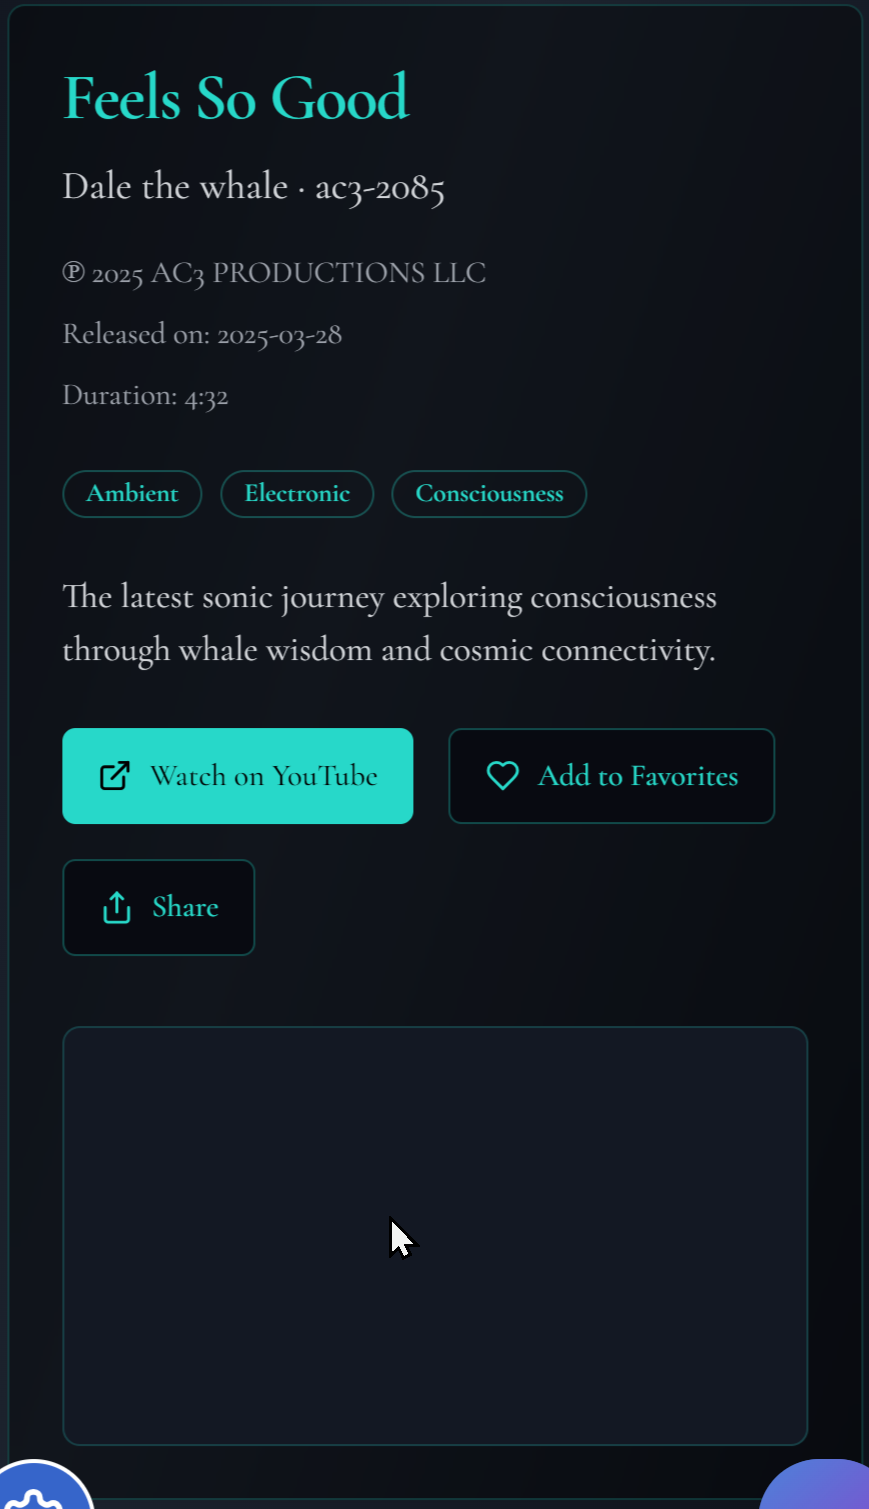 Feels So Good
Dale the whale · ac3-2085
℗ 2025 AC3 PRODUCTIONS LLC
Released on: 2025-03-28
Duration: 4:32
Ambient Electronic Consciousness
The latest sonic journey exploring consciousness
through whale wisdom and cosmic connectivity.
Watch on YouTube Add to Favorites
Share